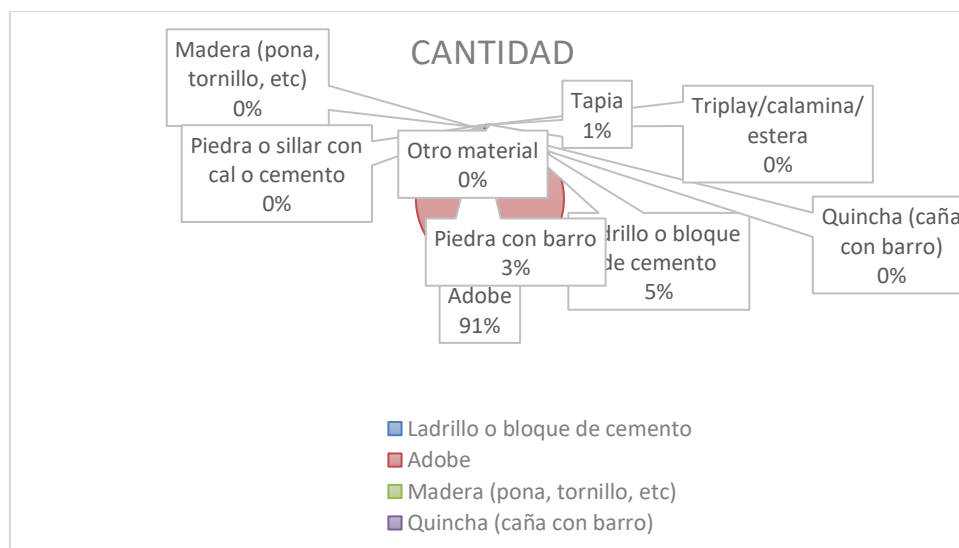 CANTIDAD
Madera (pona,
tornillo, etc)
0%
Tapia
1%
Triplay/calamina/
estera
0%
Piedra o sillar con
cal o cemento
0%
Otro material
0%
Quincha (caña
con barro)
0%
Piedra con barro
3%
drillo o bloque
de cemento
5%
Adobe
91%
Ladrillo o bloque de cemento
Adobe
Madera (pona, tornillo, etc)
Quincha (caña con barro)